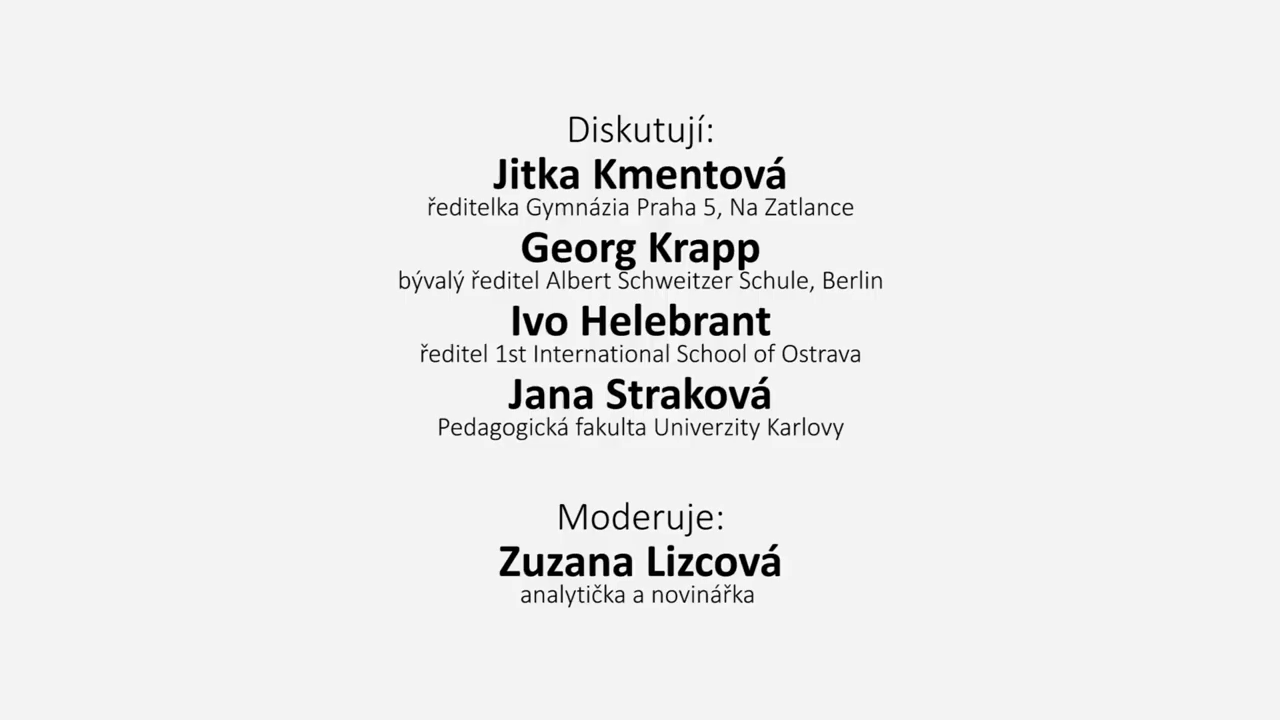 Diskutují:
Jitka Kmentová
ředitelka Gymnázia Praha 5, Na Zatlance
Georg Krapp
bývalý ředitel Albert Schweitzer Schule, Berlin
Ivo Helebrant
ředitel 1st International School of Ostrava
Jana Straková
Pedagogická fakulta Univerzity Karlovy
Moderuje:
Zuzana Lizcová
analytička a novinářka